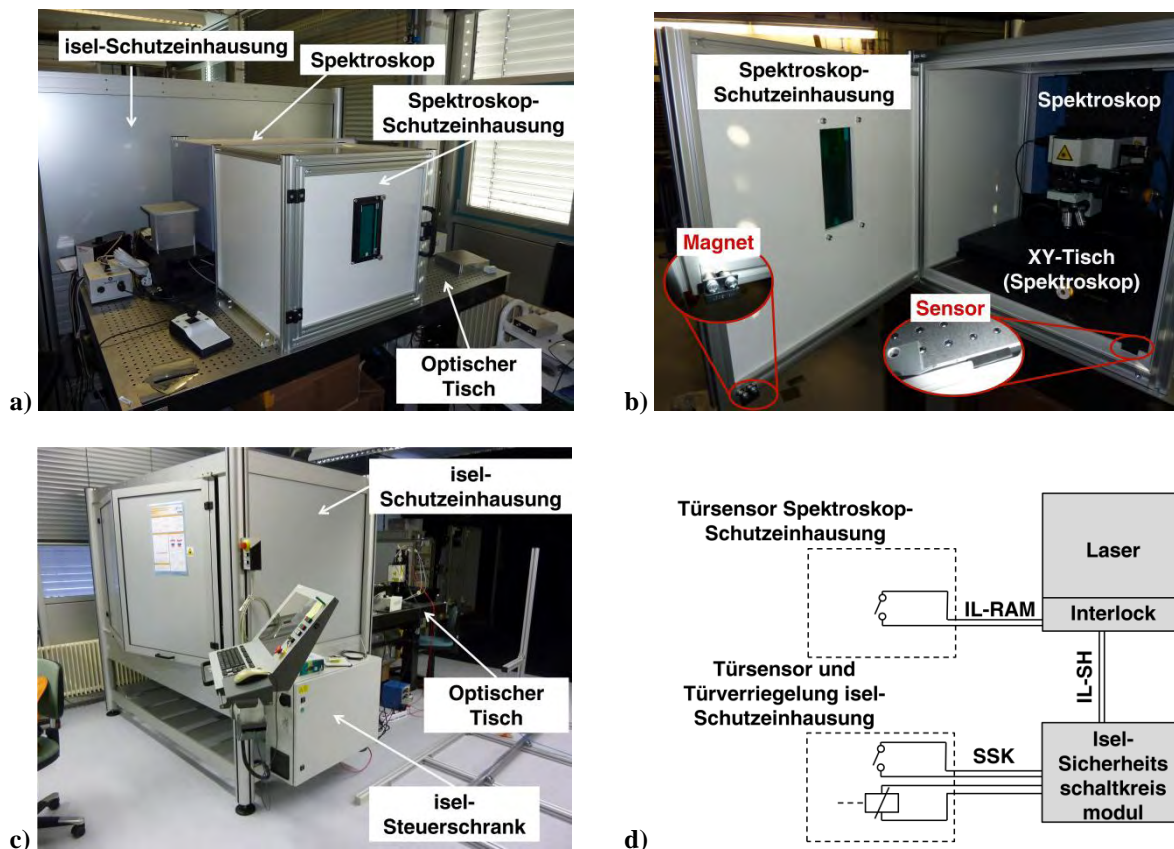 isel-Schutzeinhausung
Spektroskop
Spektroskop-
Schutzeinhausung
Optischer
Tisch
a)
Spektroskop-
Schutzeinhausung
Spektroskop
Magnet
XY-Tisch
(Spektroskop)
Sensor
b)
isel-
Schutzeinhausung
Optischer
Tisch
isel-
Steuerschrank
c)
Türsensor Spektroskop-
Schutzeinhausung
Laser
IL-RAM
Interlock
Türsensor und
Türverriegelung isel-
Schutzeinhausung
IL-SH
SSK
Isel-
Sicherheits
schaltkreis
modul
d)